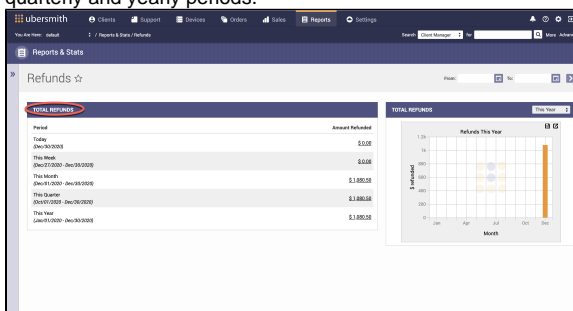 quarterly and yearly periods.
ubersmith
Clients Support Devices Orders Sales Reports Settings
You Are Here: default / Reports & Stats / Refunds
Search Client Manager for More
Reports & Stats
Refunds
From: To:
TOTAL REFUNDS
Period Amount Refunded
Today $ 0.00
(Dec/30/2020)
This Week $ 0.00
(Dec/27/2020 - Dec/30/2020)
This Month $ 1,080.50
(Dec/01/2020 - Dec/30/2020)
This Quarter $ 1,080.50
(Oct/01/2020 - Dec/30/2020)
This Year $ 1,080.50
(Jan/01/2020 - Dec/30/2020)
TOTAL REFUNDS This Year
Refunds This Year
1.2k
1k
800
600
400
200
0
$ refunded
Jan Apr Jul Oct Dec
Month